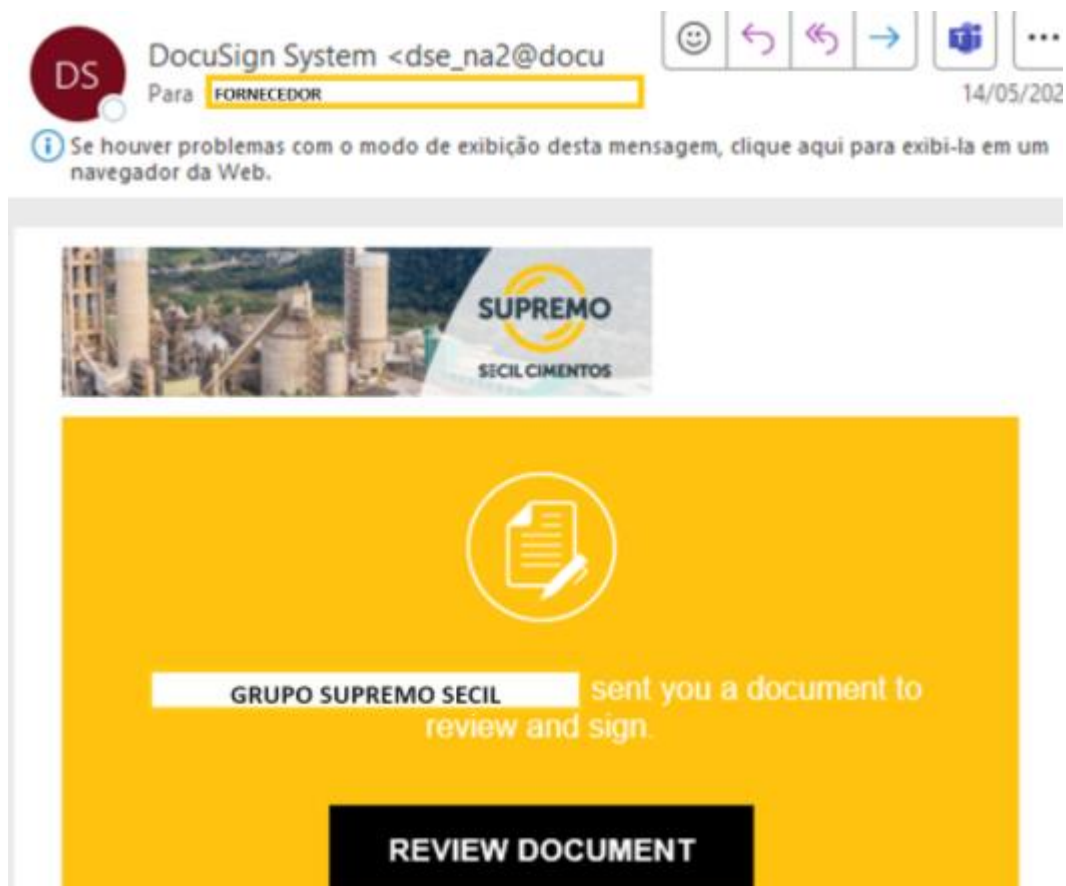 DS
DocuSign System <dse_na2@docu
Para FORNECEDOR
14/05/202
Se houver problemas com o modo de exibição desta mensagem, clique aqui para exibi-la em um
navegador da Web.
SUPREMO
SECIL CIMENTOS
GRUPO SUPREMO SECIL sent you a document to
review and sign.
REVIEW DOCUMENT